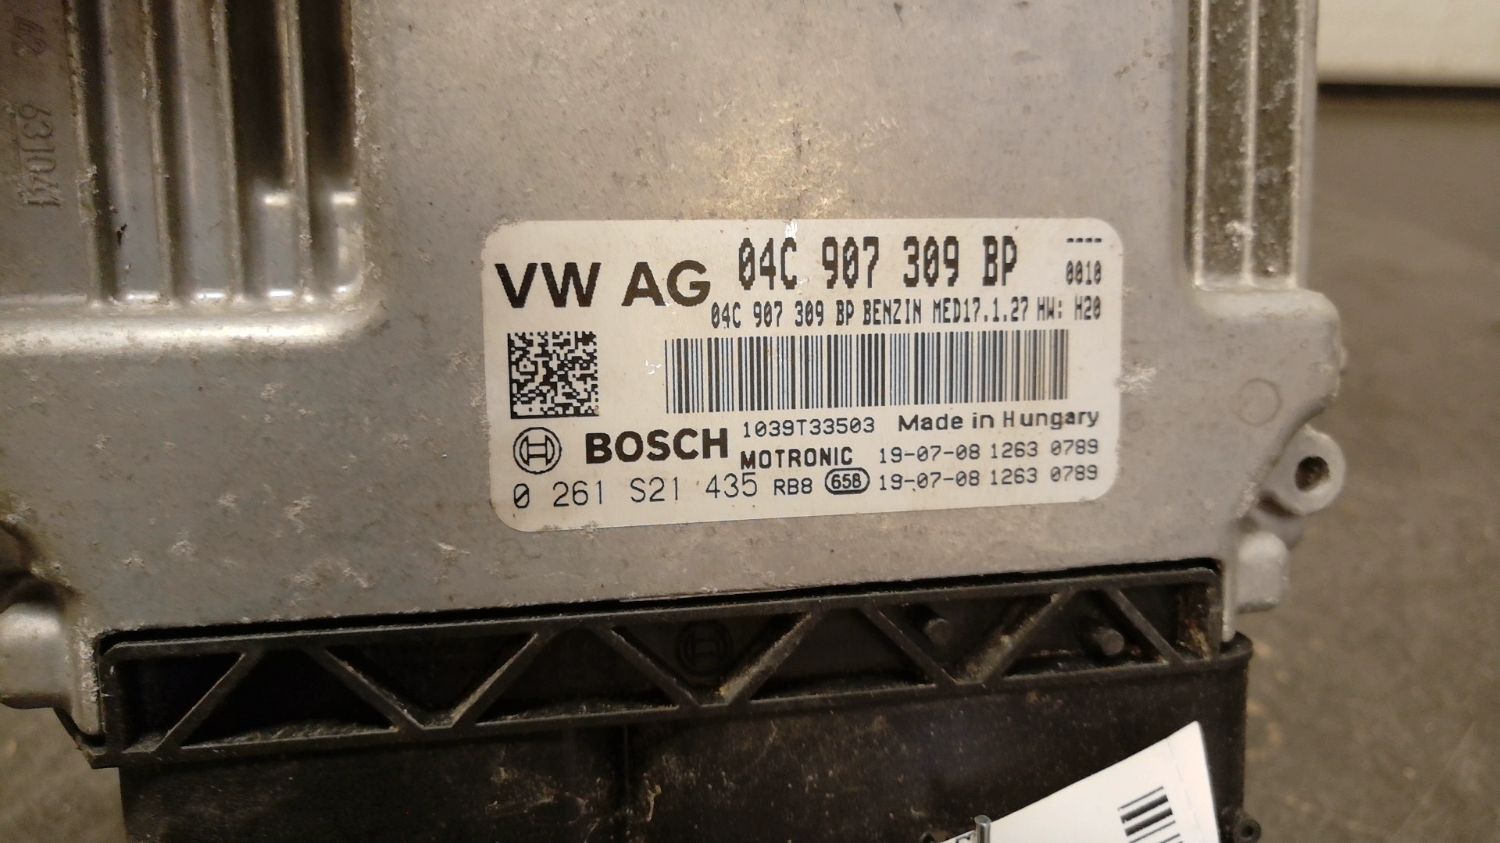 VW AG 04C 907 309 BP ----
0010
04C 907 309 BP BENZIN MED17.1.27 HW: H20
1039T33503 Made in Hungary
BOSCH MOTRONIC 19-07-08 1263 0789
0 261 S21 435 RB8 658 19-07-08 1263 0789